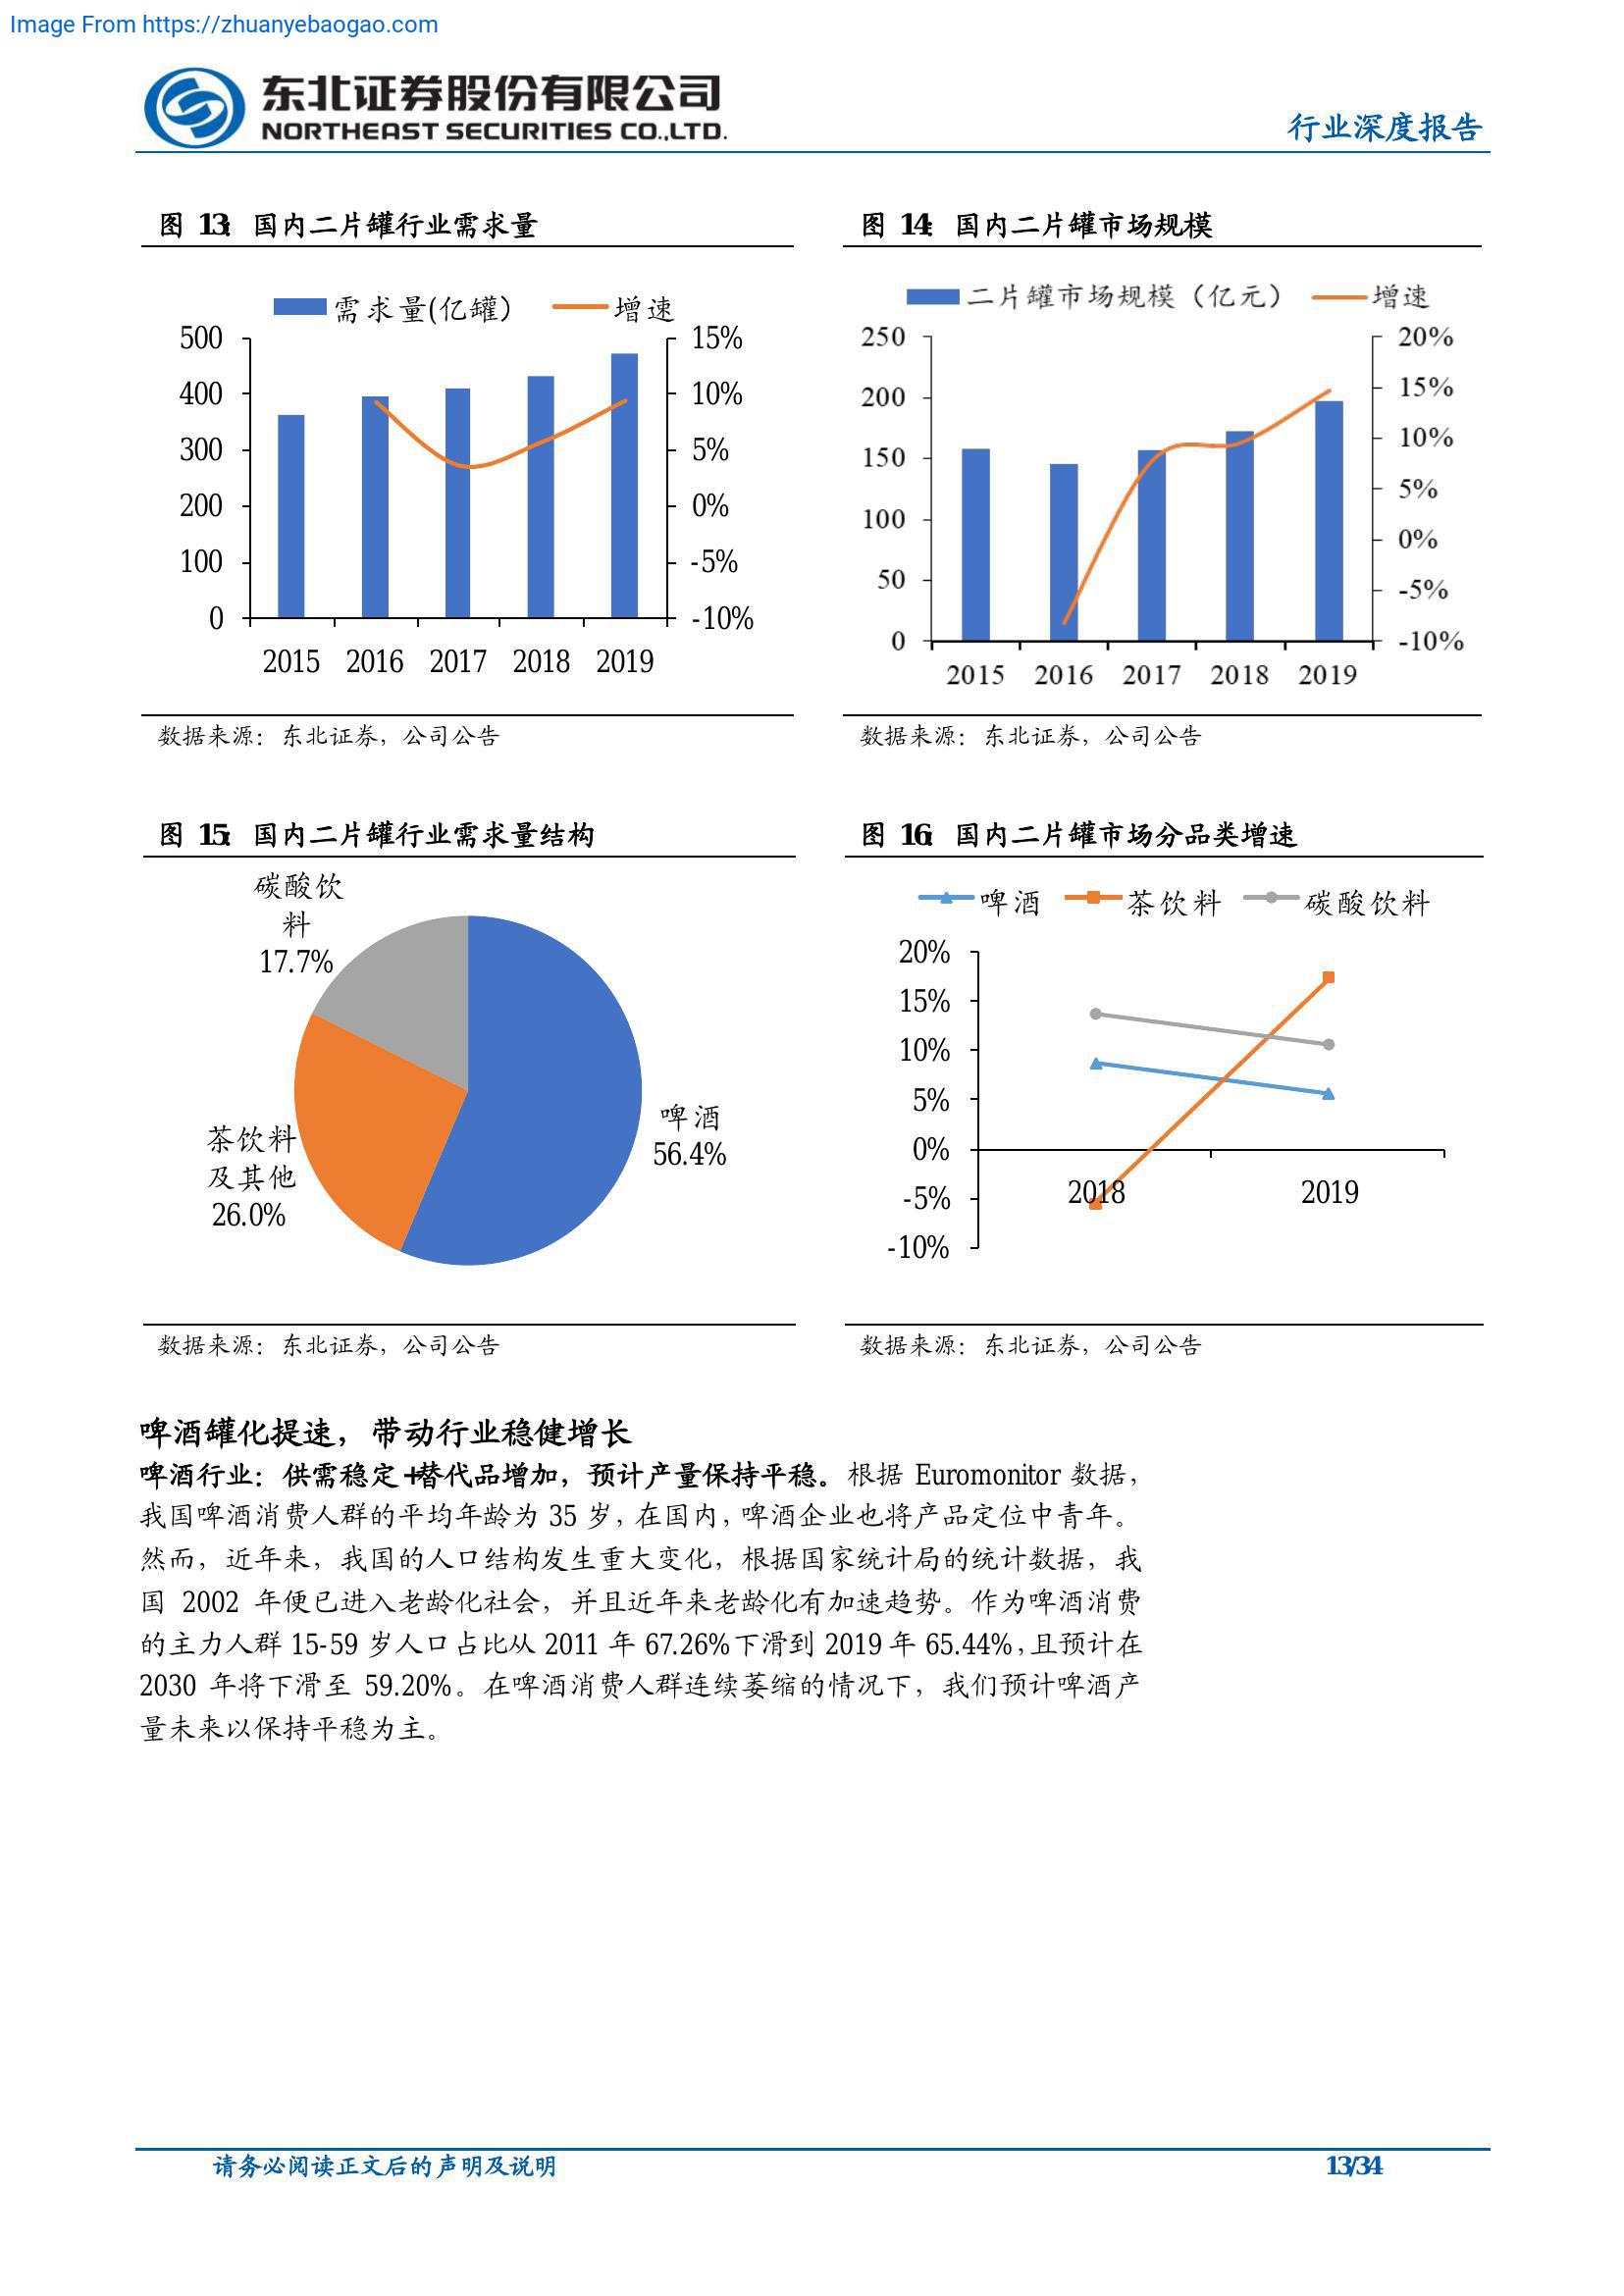 Image From https://zhuanyebaogao.com
东北证券股份有限公司
NORTHEAST SECURITIES CO.,LTD.
行业深度报告
图 13: 国内二片罐行业需求量
需求量(亿罐) 增速
500
400
300
200
100
0
15%
10%
5%
0%
-5%
-10%
2015 2016 2017 2018 2019
数据来源：东北证券，公司公告
图 14: 国内二片罐市场规模
二片罐市场规模（亿元） 增速
250
200
150
100
50
0
20%
15%
10%
5%
0%
-5%
-10%
2015 2016 2017 2018 2019
数据来源：东北证券，公司公告
图 15: 国内二片罐行业需求量结构
碳酸饮
料
17.7%
茶饮料
及其他
26.0%
啤酒
56.4%
数据来源：东北证券，公司公告
图 16: 国内二片罐市场分品类增速
啤酒 茶饮料 碳酸饮料
20%
15%
10%
5%
0%
-5%
-10%
2018 2019
数据来源：东北证券，公司公告
啤酒罐化提速，带动行业稳健增长
啤酒行业：供需稳定+替代品增加，预计产量保持平稳。根据 Euromonitor 数据，
我国啤酒消费人群的平均年龄为 35 岁，在国内，啤酒企业也将产品定位中青年。
然而，近年来，我国的人口结构发生重大变化，根据国家统计局的统计数据，我
国 2002 年便已进入老龄化社会，并且近年来老龄化有加速趋势。作为啤酒消费
的主力人群 15-59 岁人口占比从 2011 年 67.26%下滑到 2019 年 65.44%，且预计在
2030 年将下滑至 59.20%。在啤酒消费人群连续萎缩的情况下，我们预计啤酒产
量未来以保持平稳为主。
请务必阅读正文后的声明及说明
13/34